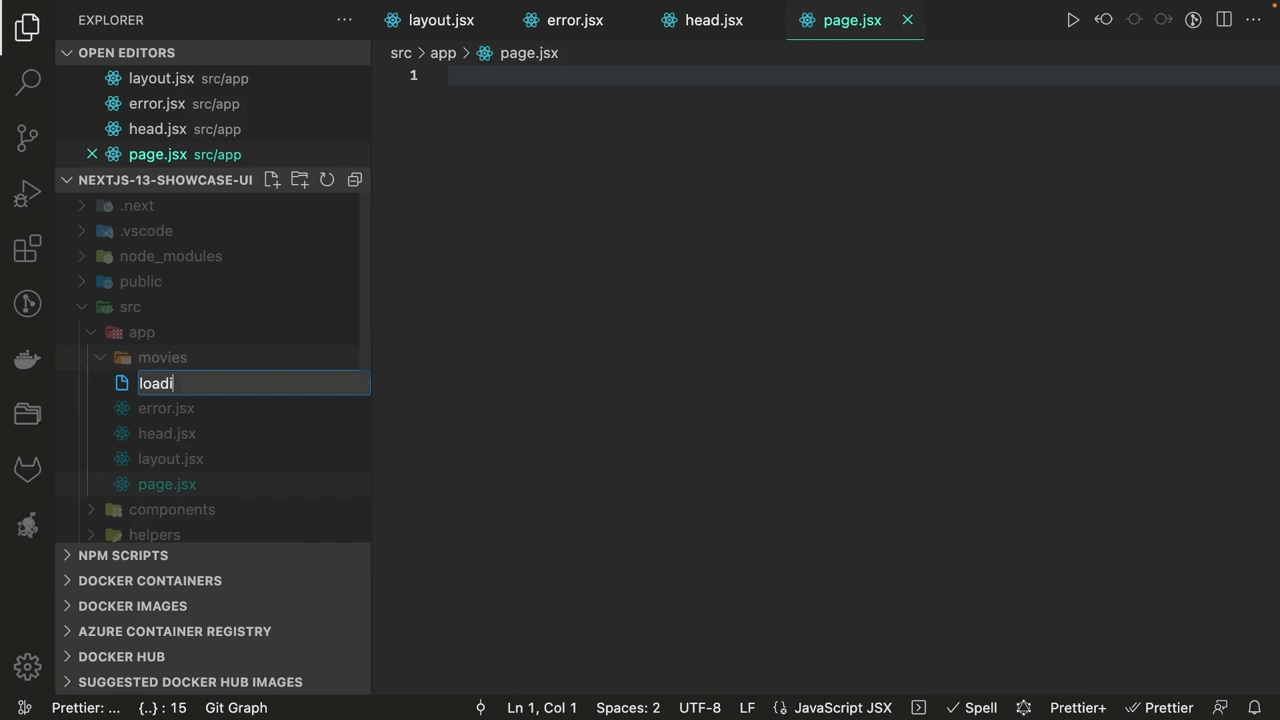 EXPLORER
layout.jsx
error.jsx
head.jsx
page.jsx
OPEN EDITORS
src
app
page.jsx
layout.jsx src/app
error.jsx src/app
head.jsx src/app
page.jsx src/app
1
NEXTJS-13-SHOWCASE-UI
.next
.vscode
node_modules
public
src
app
movies
loadi
error.jsx
head.jsx
layout.jsx
page.jsx
components
helpers
NPM SCRIPTS
DOCKER CONTAINERS
DOCKER IMAGES
AZURE CONTAINER REGISTRY
DOCKER HUB
SUGGESTED DOCKER HUB IMAGES
Prettier: ... {..} : 15 Git Graph Ln 1, Col 1 Spaces: 2 UTF-8 LF JavaScript JSX Spell Prettier+ Prettier